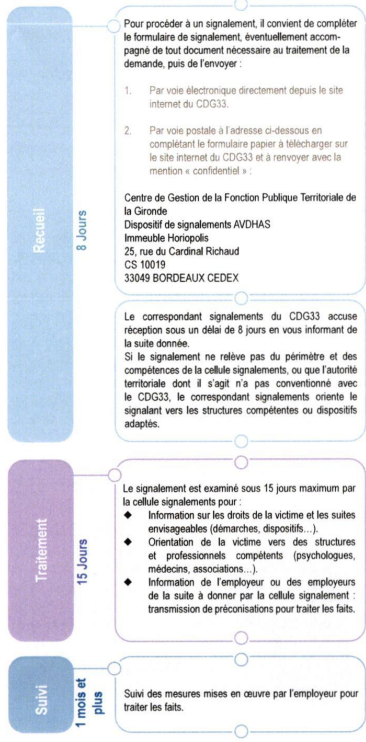 Recueil
8 Jours
Pour procéder à un signalement, il convient de compléter
le formulaire de signalement, éventuellement accom-
pagné de tout document nécessaire au traitement de la
demande, puis de l'envoyer :
1. Par voie électronique directement depuis le site
internet du CDG33.
2. Par voie postale à l'adresse ci-dessous en
complétant le formulaire papier à télécharger sur
le site internet du CDG33 et à renvoyer avec la
mention « confidentiel » :
Centre de Gestion de la Fonction Publique Territoriale de
la Gironde
Dispositif de signalements AVDHAS
Immeuble Horiopolis
25, rue du Cardinal Richaud
CS 10019
33049 BORDEAUX CEDEX
Le correspondant signalements du CDG33 accuse
réception sous un délai de 8 jours en vous informant de
la suite donnée.
Si le signalement ne relève pas du périmètre et des
compétences de la cellule signalements, ou que l'autorité
territoriale dont il s'agit n'a pas conventionné avec
le CDG33, le correspondant signalements oriente le
signalant vers les structures compétentes ou dispositifs
adaptés.
Traitement
15 Jours
Le signalement est examiné sous 15 jours maximum par
la cellule signalements pour :
◆ Information sur les droits de la victime et les suites
envisageables (démarches, dispositifs…).
◆ Orientation de la victime vers des structures
et professionnels compétents (psychologues,
médecins, associations…).
◆ Information de l'employeur ou des employeurs
de la suite à donner par la cellule signalement :
transmission de préconisations pour traiter les faits.
Suivi
1 mois et
plus
Suivi des mesures mises en œuvre par l'employeur pour
traiter les faits.